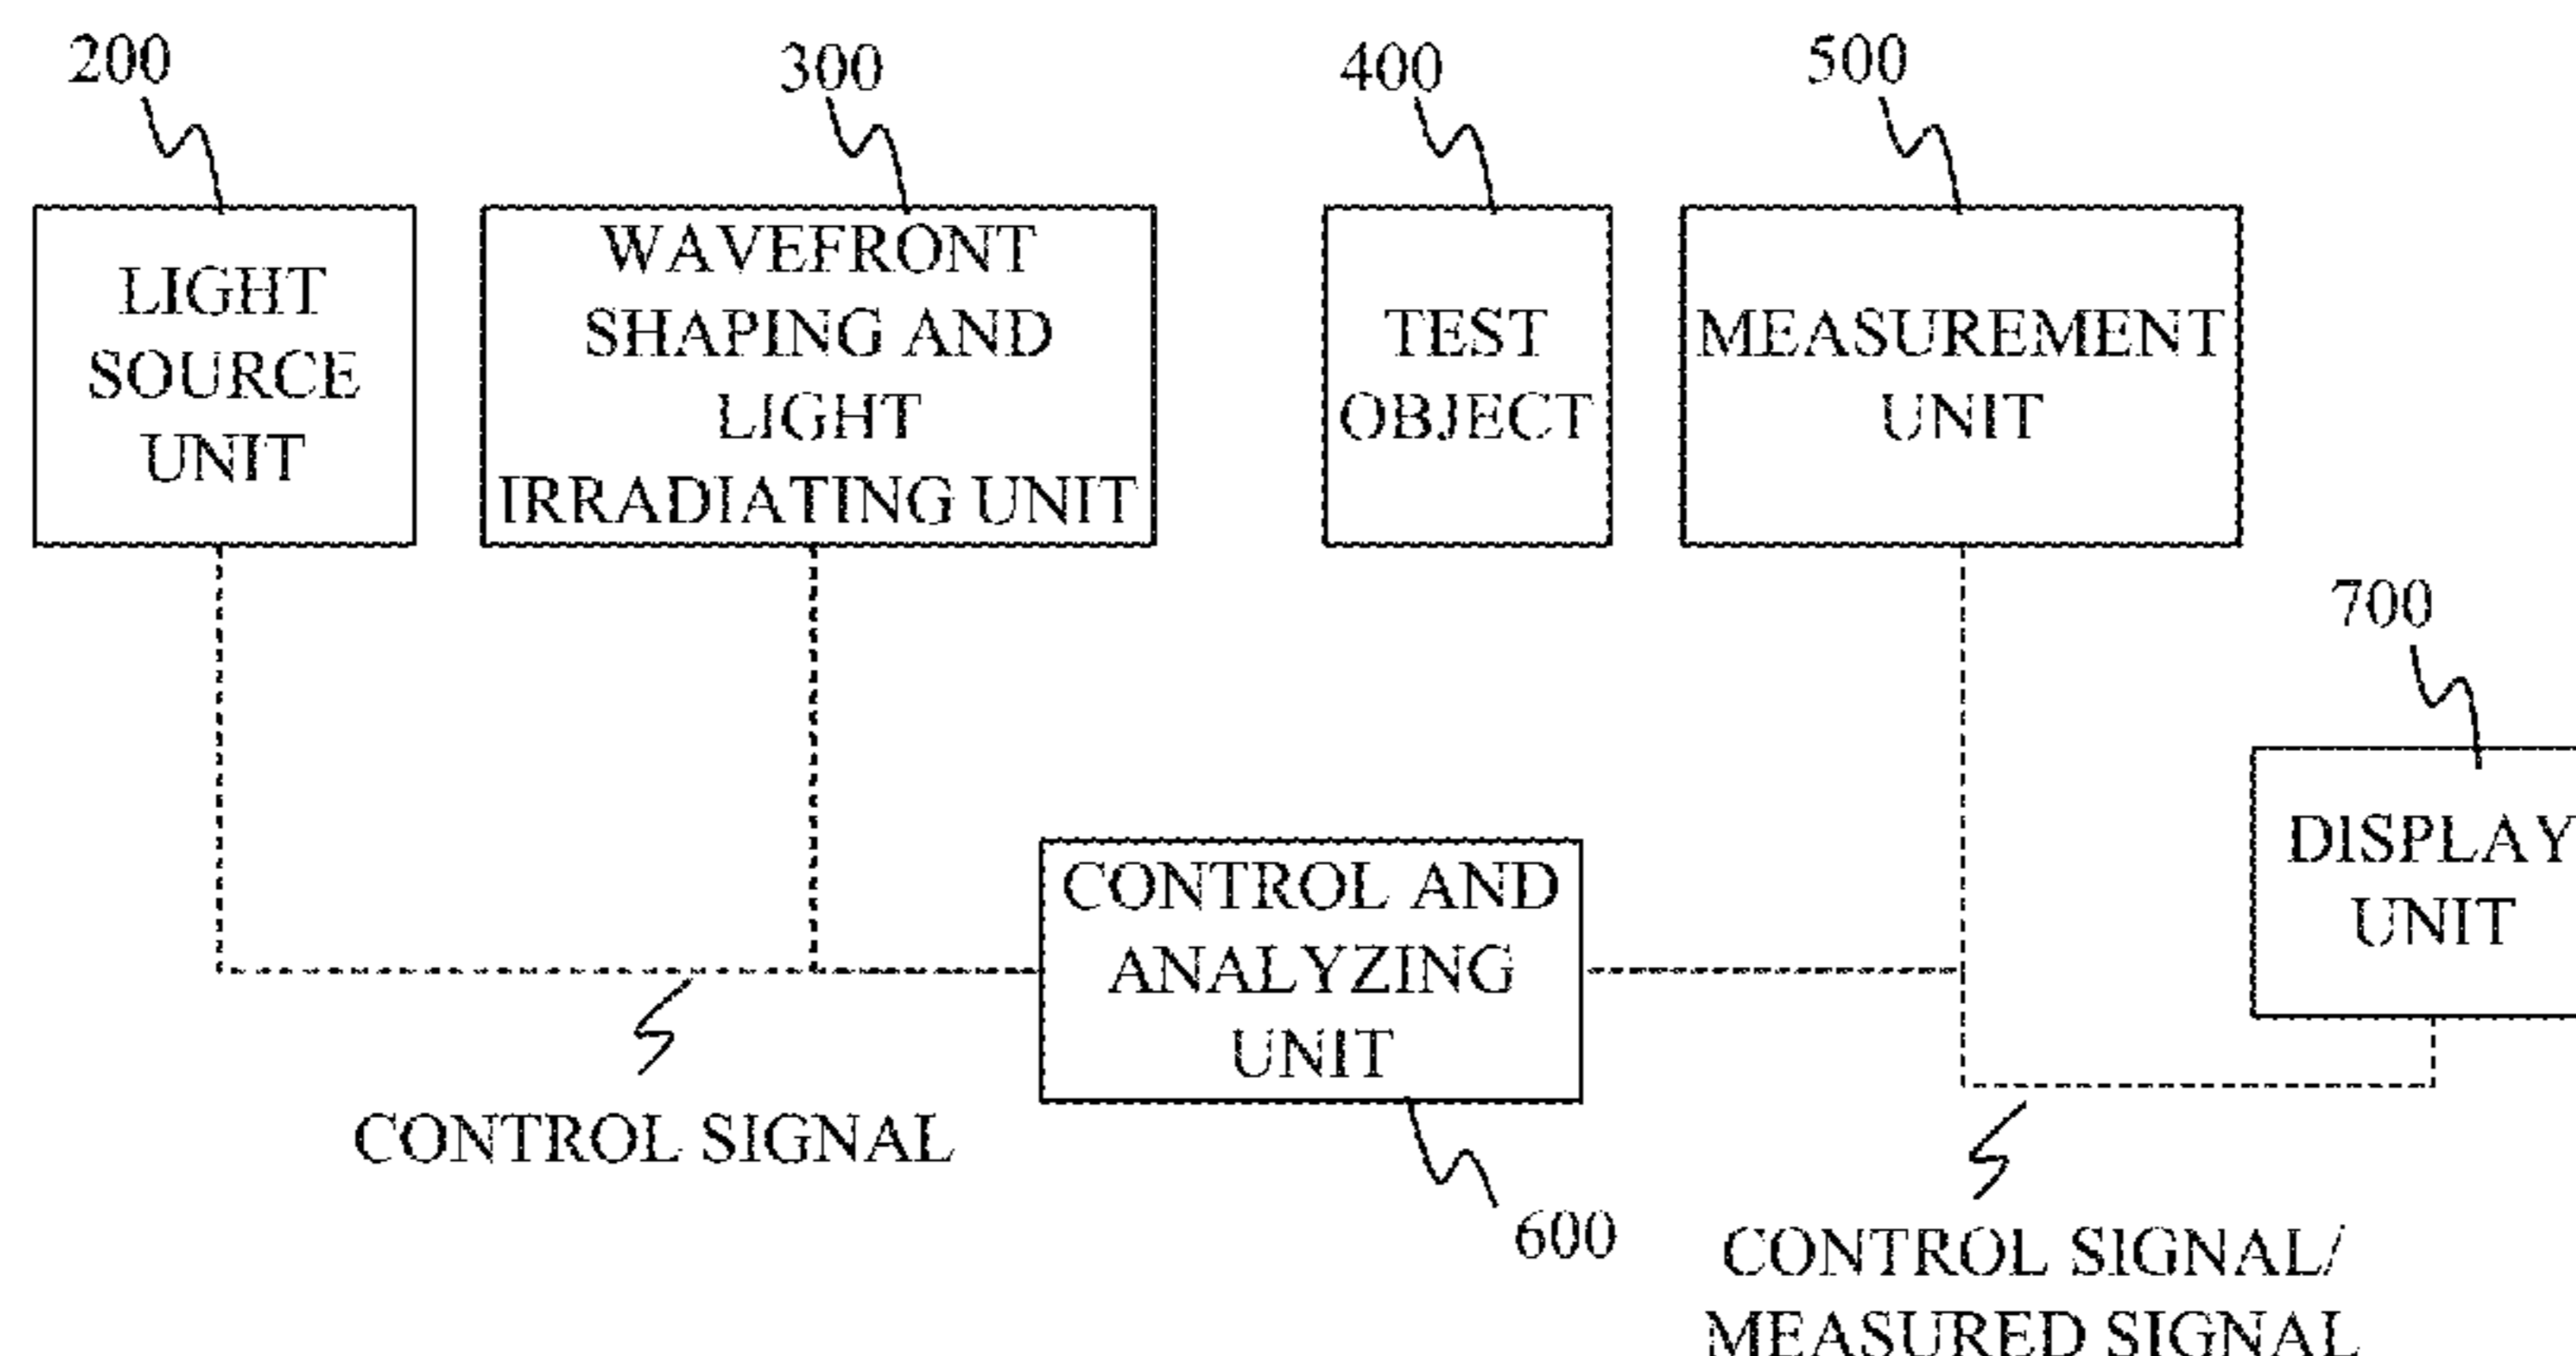 200
300
400
500
LIGHT
SOURCE
UNIT
WAVEFRONT
SHAPING AND
LIGHT
IRRADIATING UNIT
TEST
OBJECT
MEASUREMENT
UNIT
700
DISPLAY
UNIT
CONTROL AND
ANALYZING
UNIT
CONTROL SIGNAL
600
CONTROL SIGNAL/
MEASURED SIGNAL